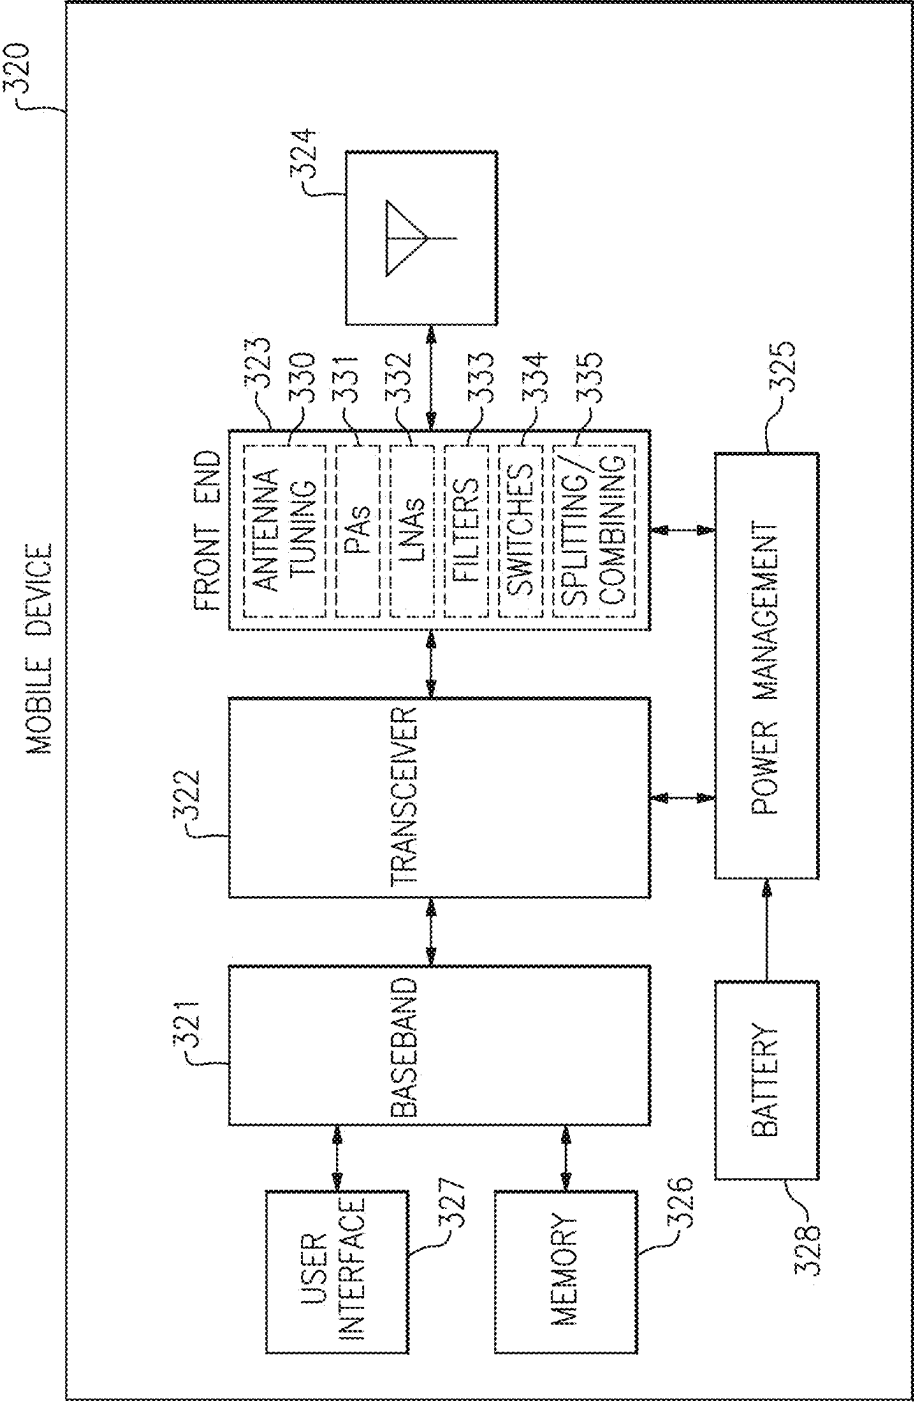 MOBILE DEVICE
320
USER
INTERFACE
327
MEMORY
326
321
BASEBAND
322
TRANSCEIVER
FRONT END
323
ANTENNA
TUNING
330
PAs
331
LNAs
332
FILTERS
333
SWITCHES
334
SPLITTING/
COMBINING
335
324
BATTERY
328
POWER MANAGEMENT
325